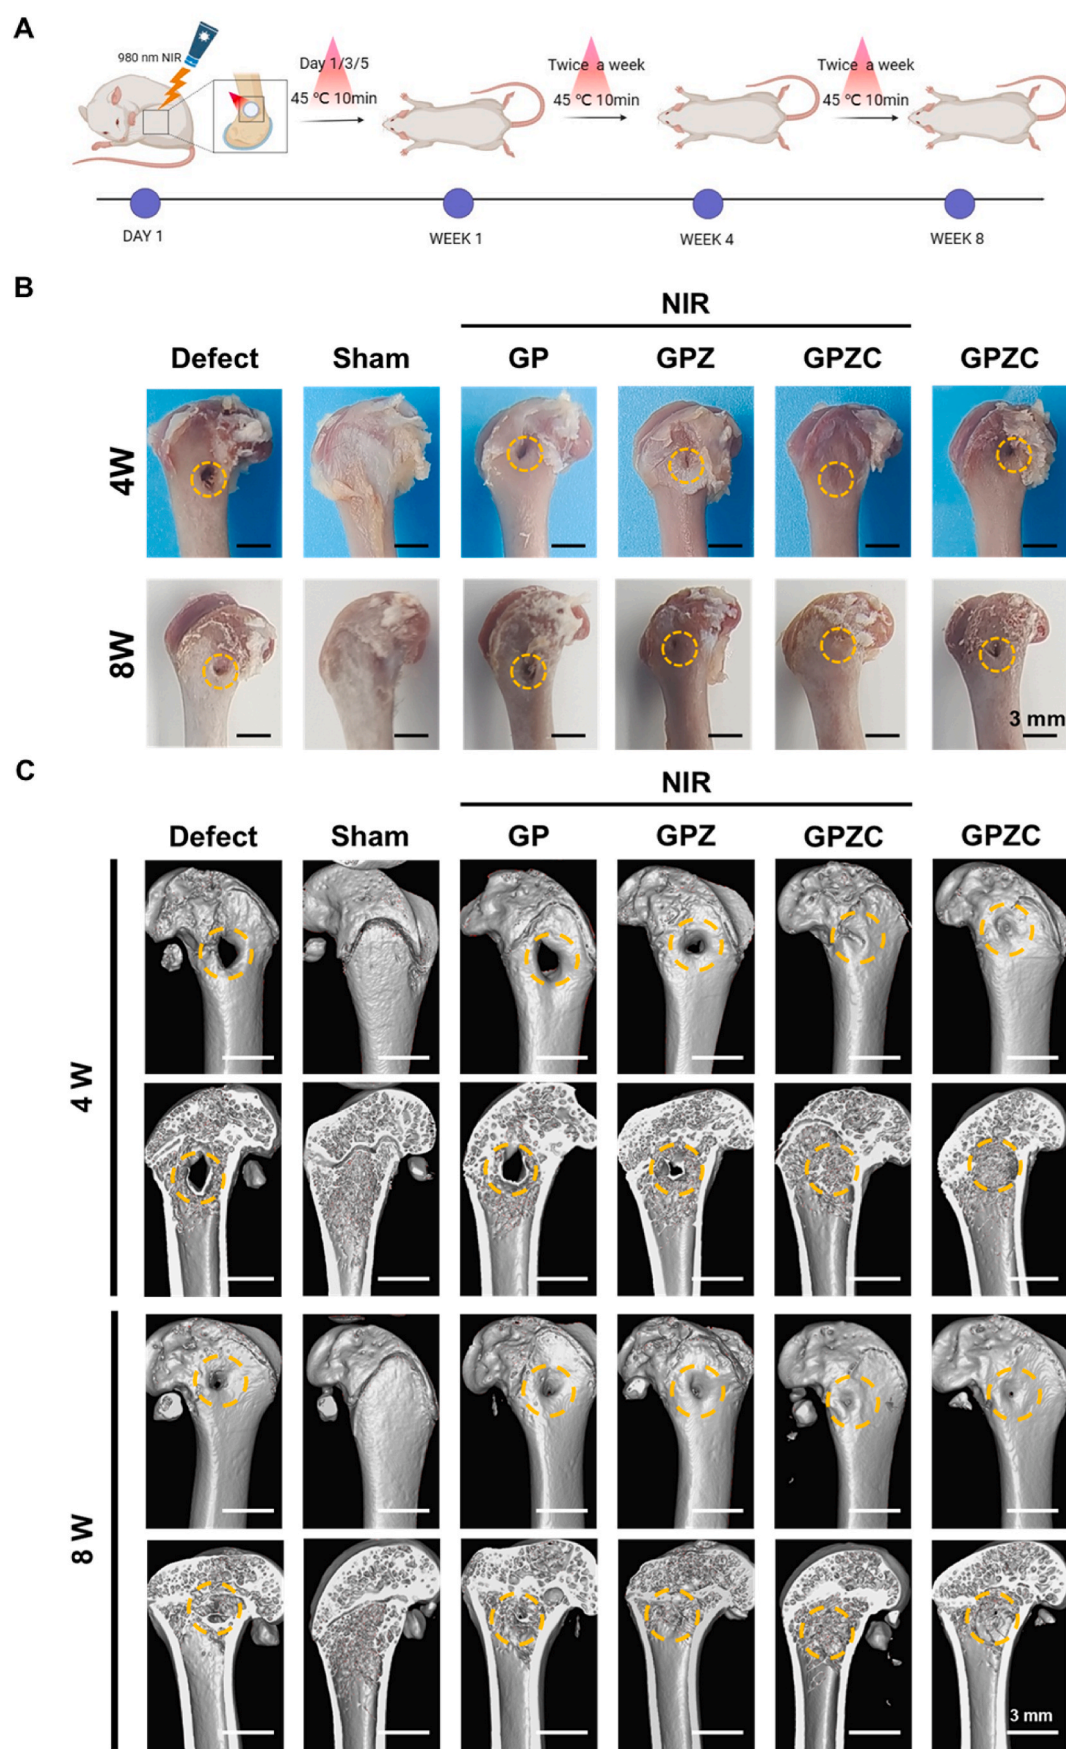 A
980 nm NIR
Day 1/3/5
45 °C 10min
Twice a week
45 °C 10min
Twice a week
45 °C 10min
DAY 1
WEEK 1
WEEK 4
WEEK 8
B
NIR
Defect Sham GP GPZ GPZC GPZC
4W
8W
3 mm
C
NIR
Defect Sham GP GPZ GPZC GPZC
4 W
8 W
3 mm